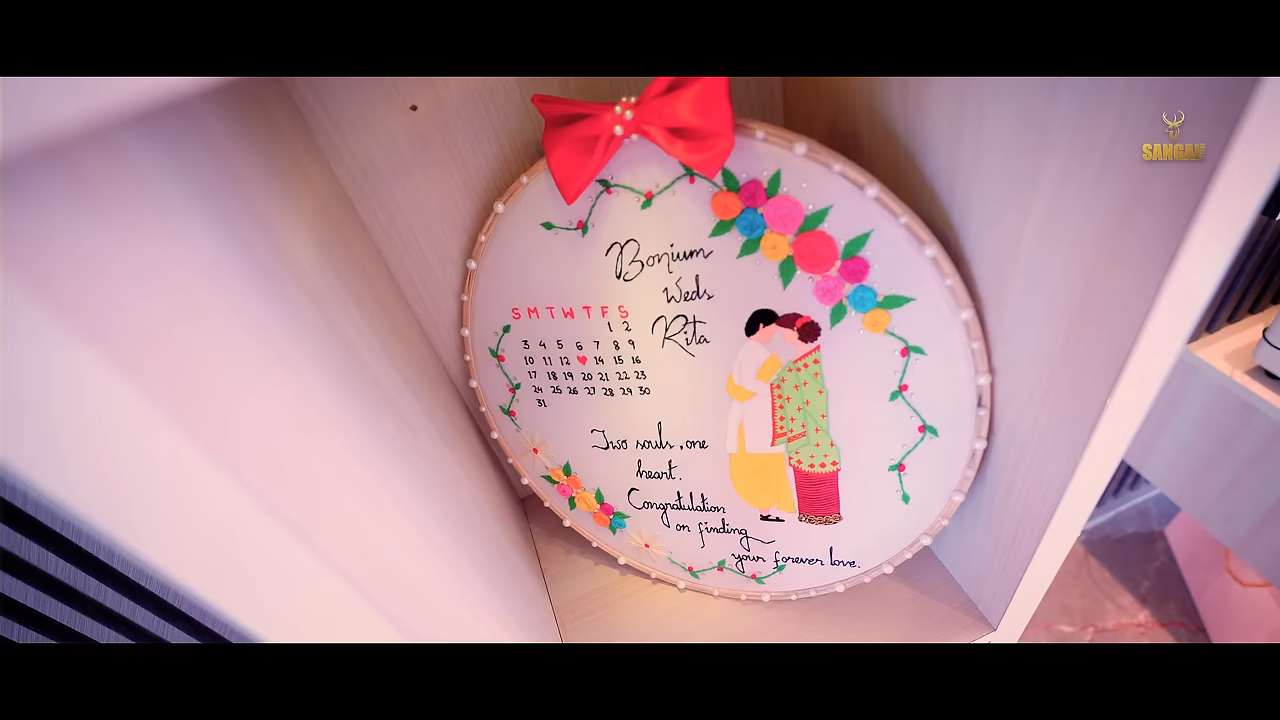 SANGAI
Bonium
Weds
Rita
S M T W T F S
1 2
3 4 5 6 7 8 9
10 11 12 ♥ 14 15 16
17 18 19 20 21 22 23
24 25 26 27 28 29 30
31
Two souls, one
heart.
Congratulation
on finding
your forever love.